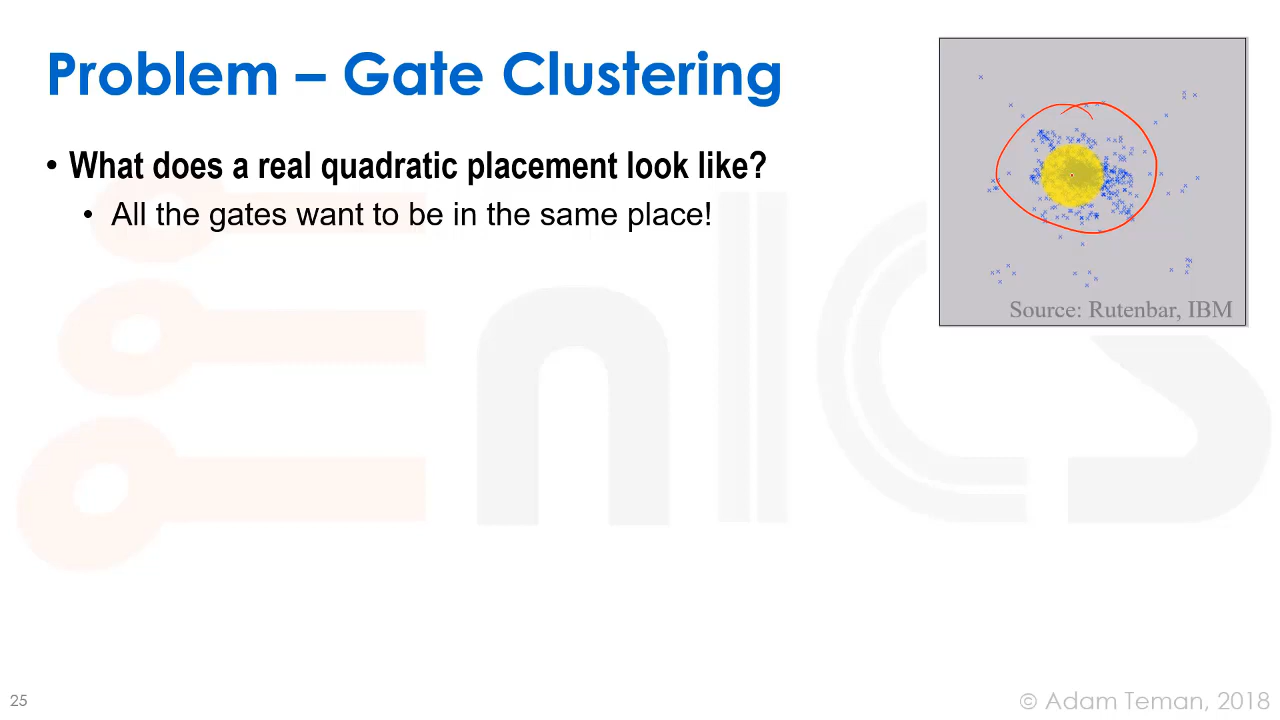 Problem – Gate Clustering
• What does a real quadratic placement look like?
• All the gates want to be in the same place!
Source: Rutenbar, IBM
EnICS
25
© Adam Teman, 2018